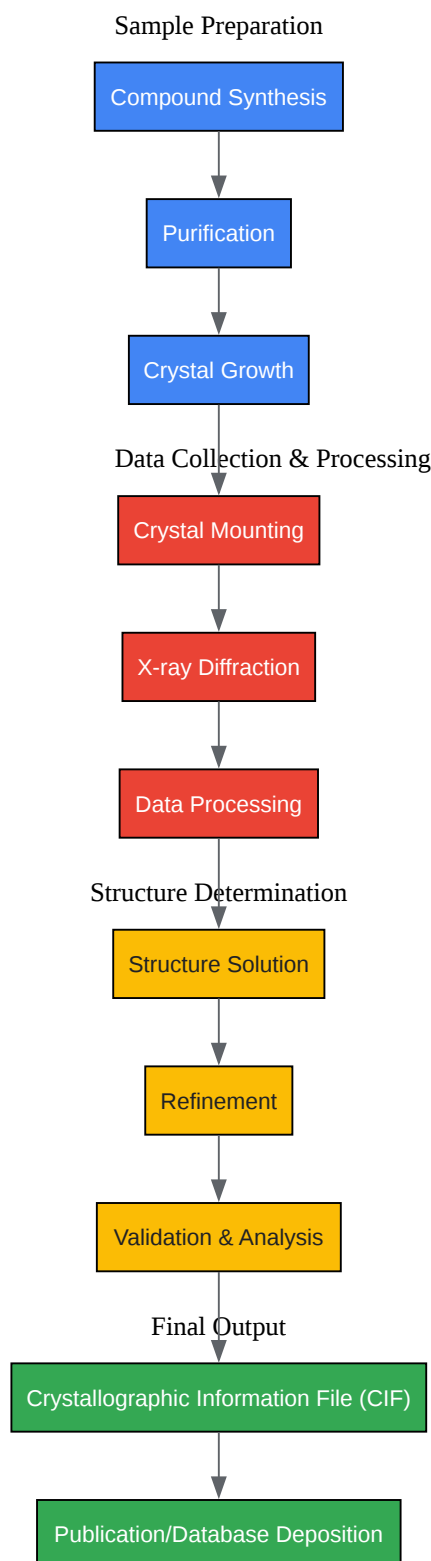 Sample Preparation
Compound Synthesis
Purification
Crystal Growth
Data Collection & Processing
Crystal Mounting
X-ray Diffraction
Data Processing
Structure Determination
Structure Solution
Refinement
Validation & Analysis
Final Output
Crystallographic Information File (CIF)
Publication/Database Deposition